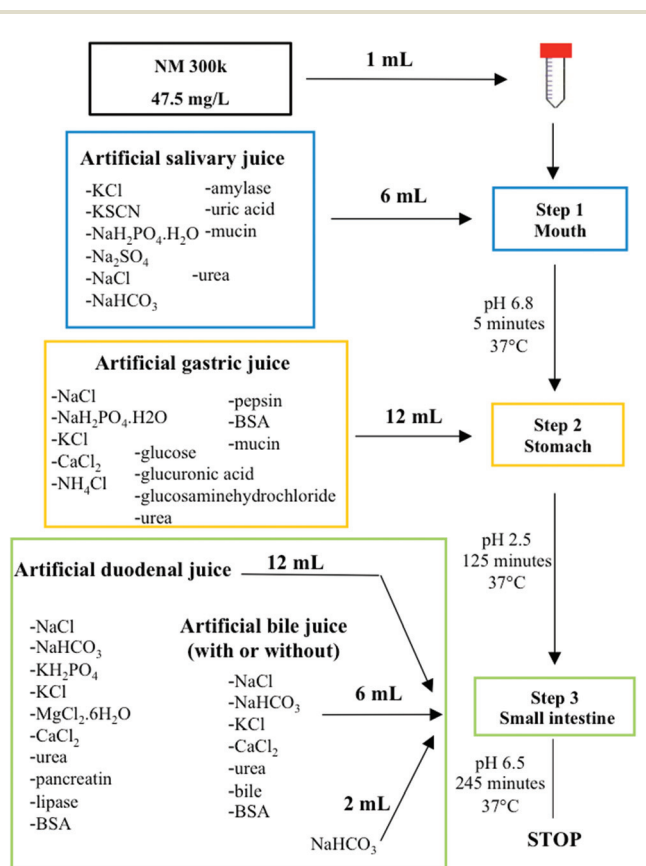 NM 300k
47.5 mg/L
1 mL
Artificial salivary juice
-KCl
-KSCN
-NaH₂PO₄.H₂O
-Na₂SO₄
-NaCl
-NaHCO₃
-amylase
-uric acid
-mucin
-urea
6 mL
Step 1
Mouth
pH 6.8
5 minutes
37°C
Artificial gastric juice
-NaCl
-NaH₂PO₄.H2O
-KCl
-CaCl₂
-NH₄Cl
-pepsin
-BSA
-mucin
-glucose
-glucuronic acid
-glucosaminehydrochloride
-urea
12 mL
Step 2
Stomach
pH 2.5
125 minutes
37°C
Artificial duodenal juice
12 mL
-NaCl
-NaHCO₃
-KH₂PO₄
-KCl
-MgCl₂.6H₂O
-CaCl₂
-urea
-pancreatin
-lipase
-BSA
Artificial bile juice
(with or without)
-NaCl
-NaHCO₃
-KCl
-CaCl₂
-urea
-bile
-BSA
6 mL
2 mL
NaHCO₃
Step 3
Small intestine
pH 6.5
245 minutes
37°C
STOP